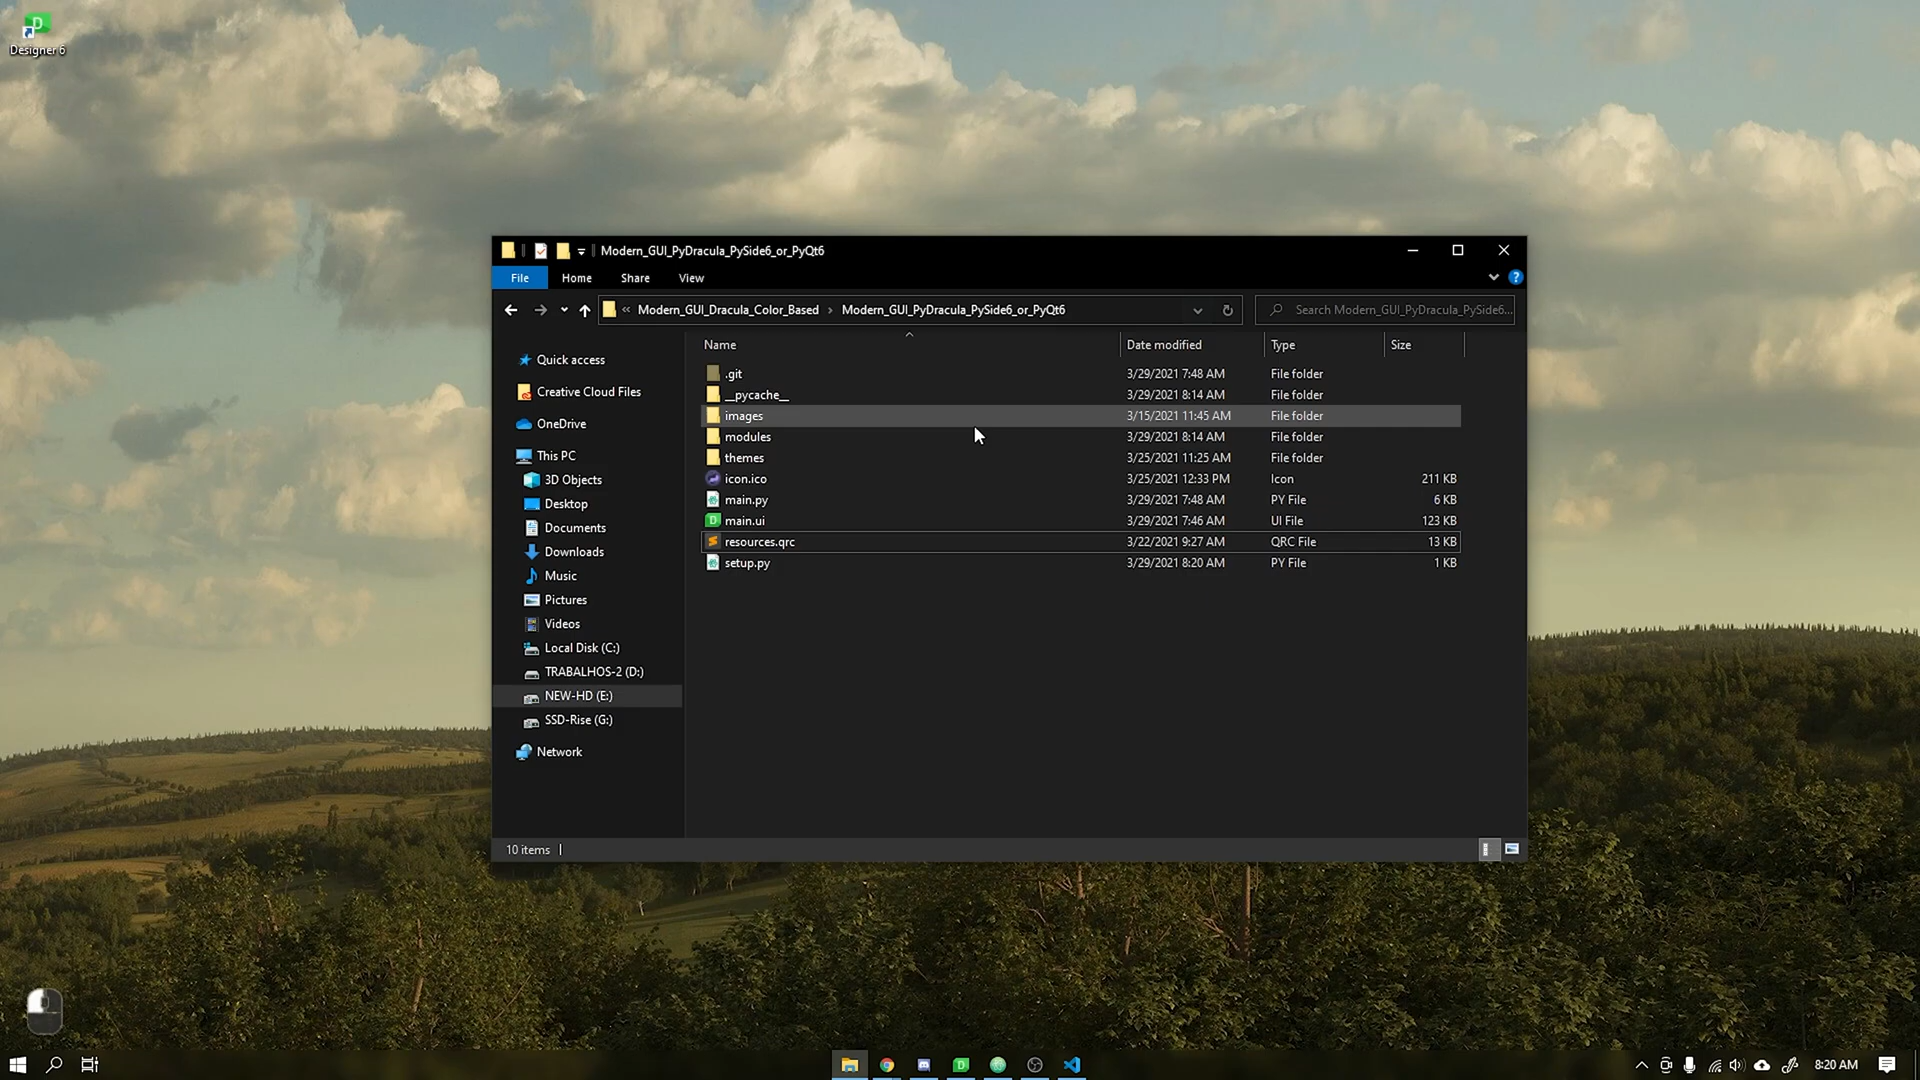 Designer 6
Modern_GUI_PyDracula_PySide6_or_PyQt6
File Home Share View
« Modern_GUI_Dracula_Color_Based › Modern_GUI_PyDracula_PySide6_or_PyQt6
Search Modern_GUI_PyDracula_PySide6...
Quick access
Creative Cloud Files
OneDrive
This PC
3D Objects
Desktop
Documents
Downloads
Music
Pictures
Videos
Local Disk (C:)
TRABALHOS-2 (D:)
NEW-HD (E:)
SSD-Rise (G:)
Network
Name Date modified Type Size
.git 3/29/2021 7:48 AM File folder
__pycache__ 3/29/2021 8:14 AM File folder
images 3/15/2021 11:45 AM File folder
modules 3/29/2021 8:14 AM File folder
themes 3/25/2021 11:25 AM File folder
icon.ico 3/25/2021 12:33 PM Icon 211 KB
main.py 3/29/2021 7:48 AM PY File 6 KB
main.ui 3/29/2021 7:46 AM UI File 123 KB
resources.qrc 3/22/2021 9:27 AM QRC File 13 KB
setup.py 3/29/2021 8:20 AM PY File 1 KB
10 items
8:20 AM